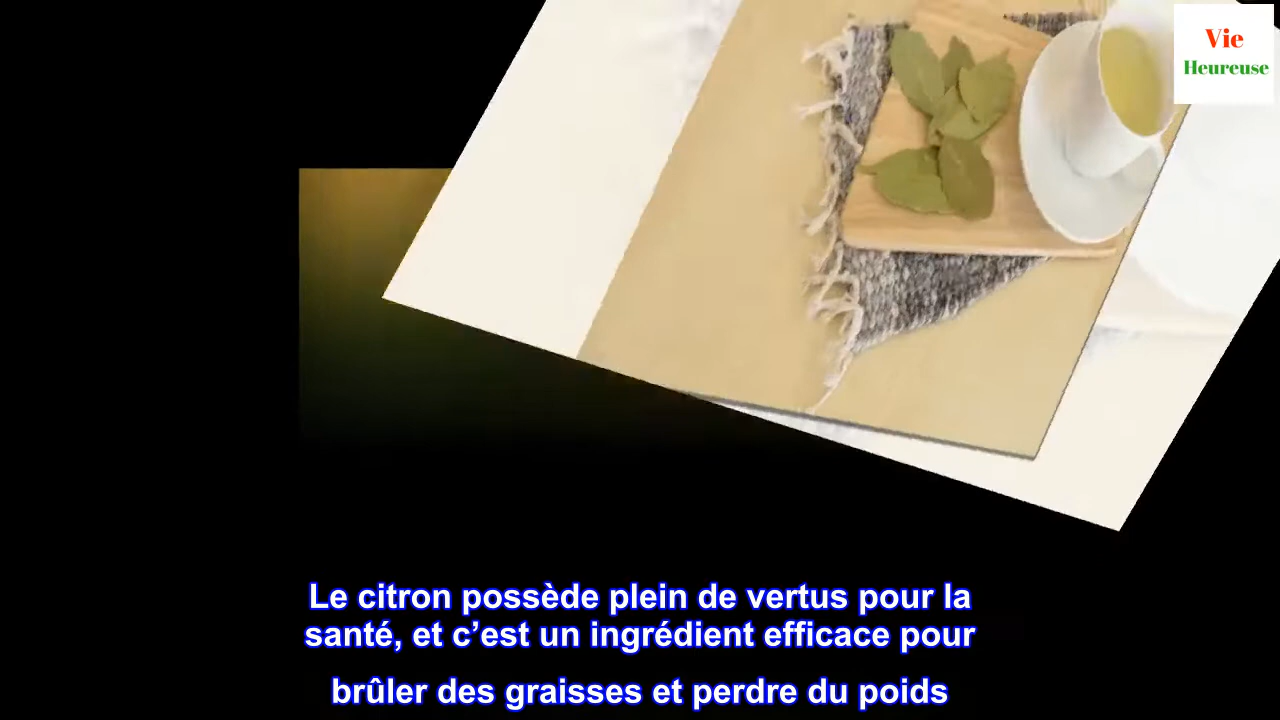 Vie
Heureuse
Le citron possède plein de vertus pour la
santé, et c’est un ingrédient efficace pour
brûler des graisses et perdre du poids